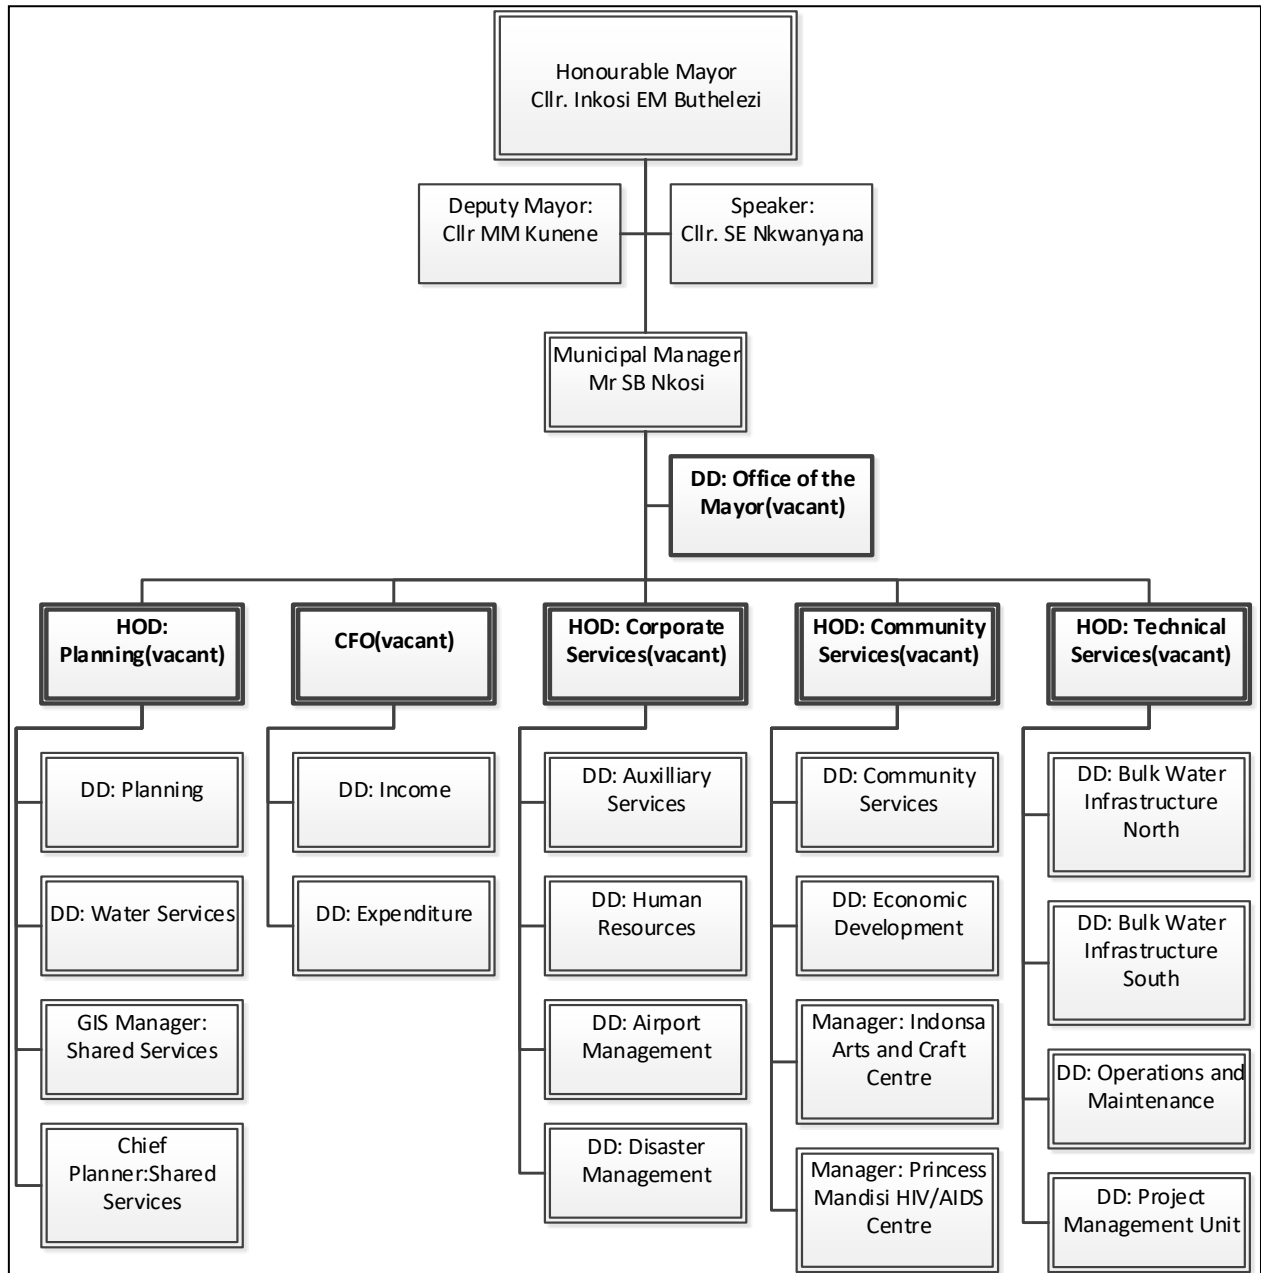 Honourable Mayor
Cllr. Inkosi EM Buthelezi
Deputy Mayor:
Cllr MM Kunene
Speaker:
Cllr. SE Nkwanyana
Municipal Manager
Mr SB Nkosi
DD: Office of the
Mayor(vacant)
HOD:
Planning(vacant)
CFO(vacant)
HOD: Corporate
Services(vacant)
HOD: Community
Services(vacant)
HOD: Technical
Services(vacant)
DD: Planning
DD: Water Services
GIS Manager:
Shared Services
Chief
Planner:Shared
Services
DD: Income
DD: Expenditure
DD: Auxilliary
Services
DD: Human
Resources
DD: Airport
Management
DD: Disaster
Management
DD: Community
Services
DD: Economic
Development
Manager: Indonsa
Arts and Craft
Centre
Manager: Princess
Mandisi HIV/AIDS
Centre
DD: Bulk Water
Infrastructure
North
DD: Bulk Water
Infrastructure
South
DD: Operations and
Maintenance
DD: Project
Management Unit